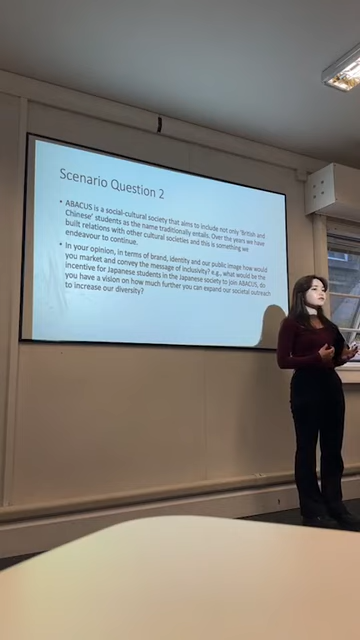 Scenario Question 2
• ABACUS is a social-cultural society that aims to include not only 'British and
Chinese' students as the name traditionally entails. Over the years we have
built relations with other cultural societies and this is something we
endeavour to continue.
• In your opinion, in terms of brand, identity and our public image how would
you market and convey the message of inclusivity? e.g., what would be the
incentive for Japanese students in the Japanese society to join ABACUS, do
you have a vision on how much further you can expand our societal outreach
to increase our diversity?